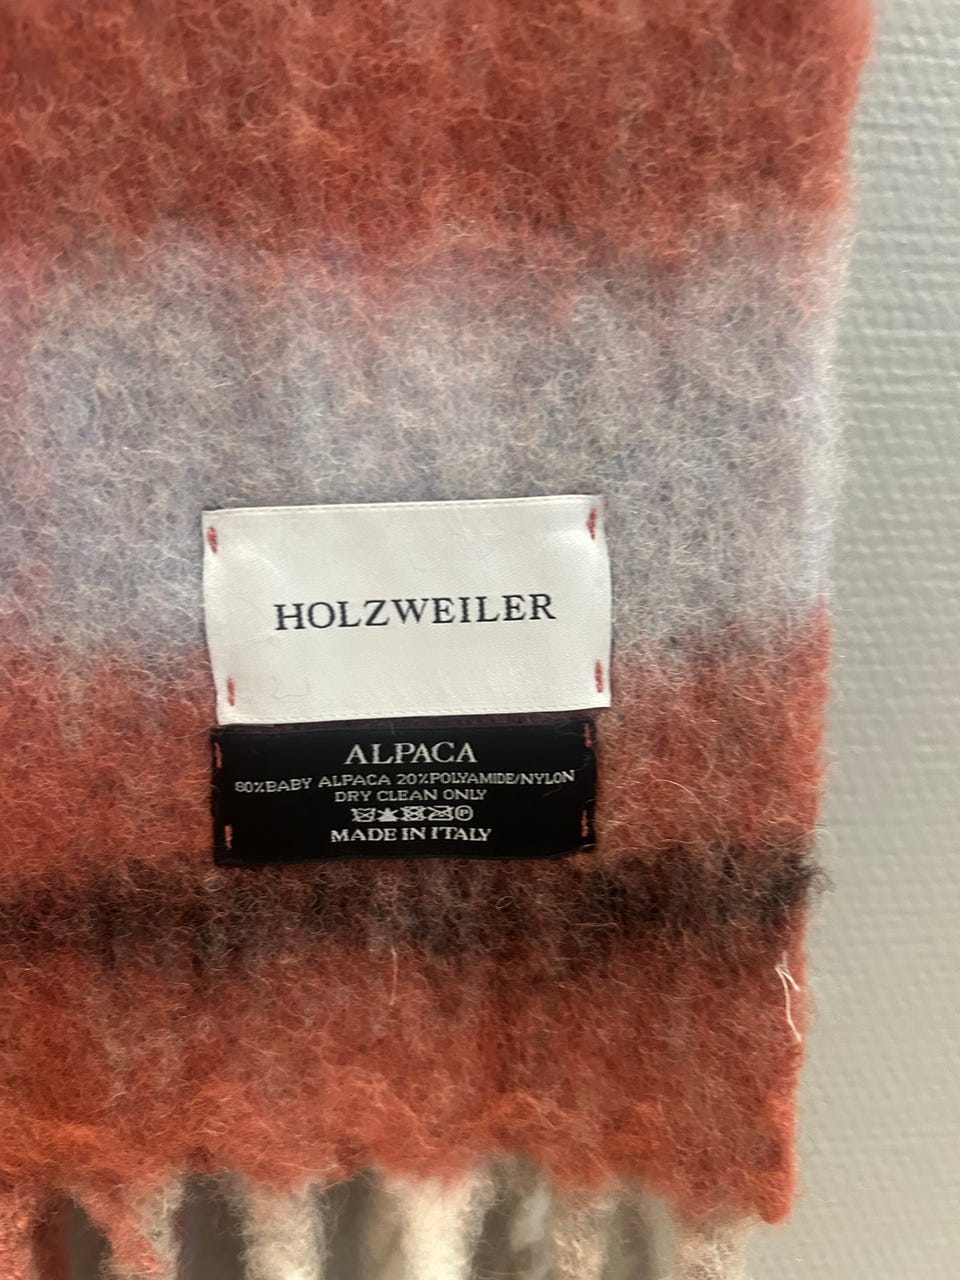 HOLZWEILER
ALPACA
80%BABY ALPACA 20%POLYAMIDE/NYLON
DRY CLEAN ONLY
P
MADE IN ITALY